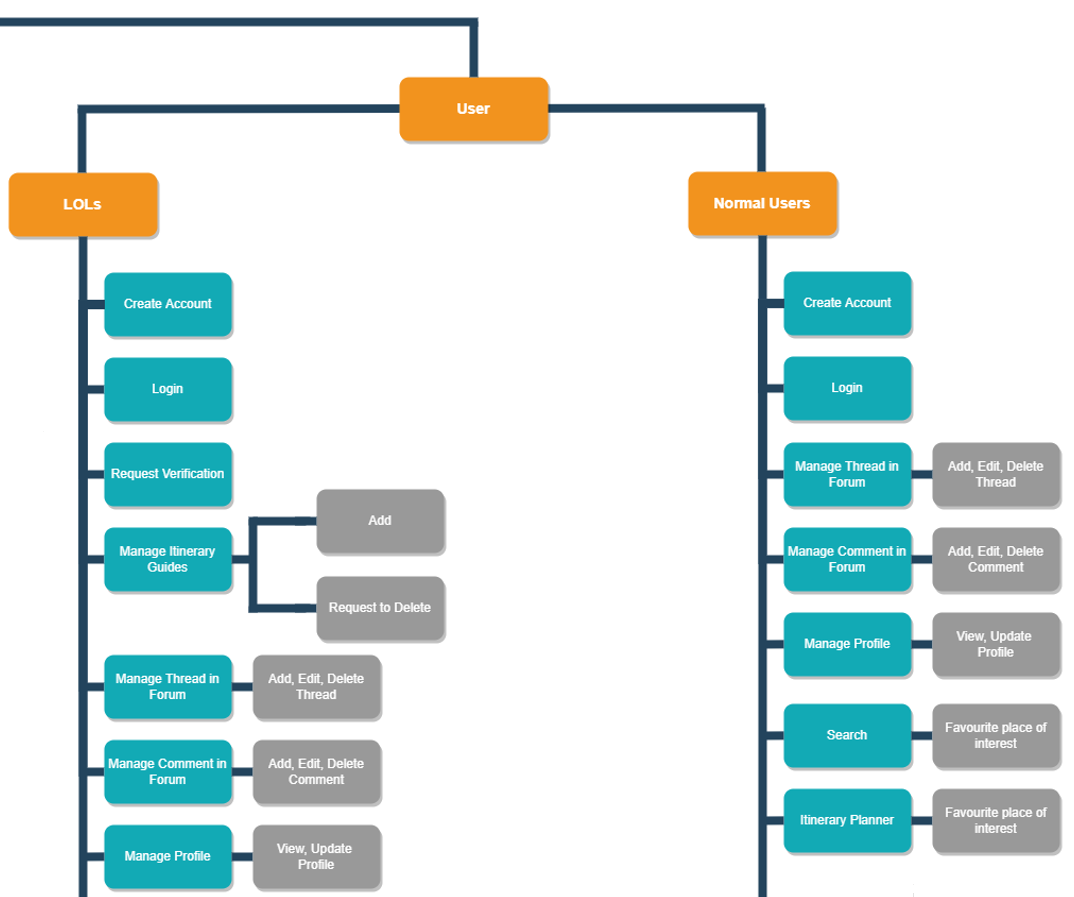 User
LOLs
Create Account
Login
Request Verification
Manage Itinerary
Guides
Add
Request to Delete
Manage Thread in
Forum
Add, Edit, Delete
Thread
Manage Comment in
Forum
Add, Edit, Delete
Comment
Manage Profile
View, Update
Profile
Normal Users
Create Account
Login
Manage Thread in
Forum
Add, Edit, Delete
Thread
Manage Comment in
Forum
Add, Edit, Delete
Comment
Manage Profile
View, Update
Profile
Search
Favourite place of
interest
Itinerary Planner
Favourite place of
interest